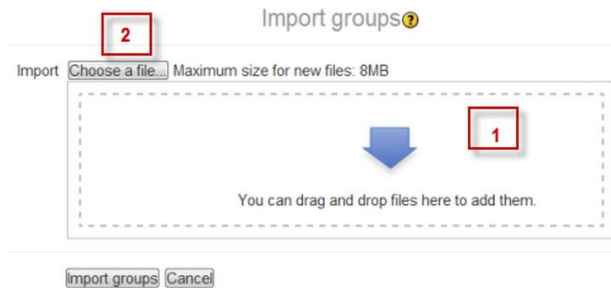 Import groups?
2
Import Choose a file... Maximum size for new files: 8MB
1
You can drag and drop files here to add them.
Import groups Cancel